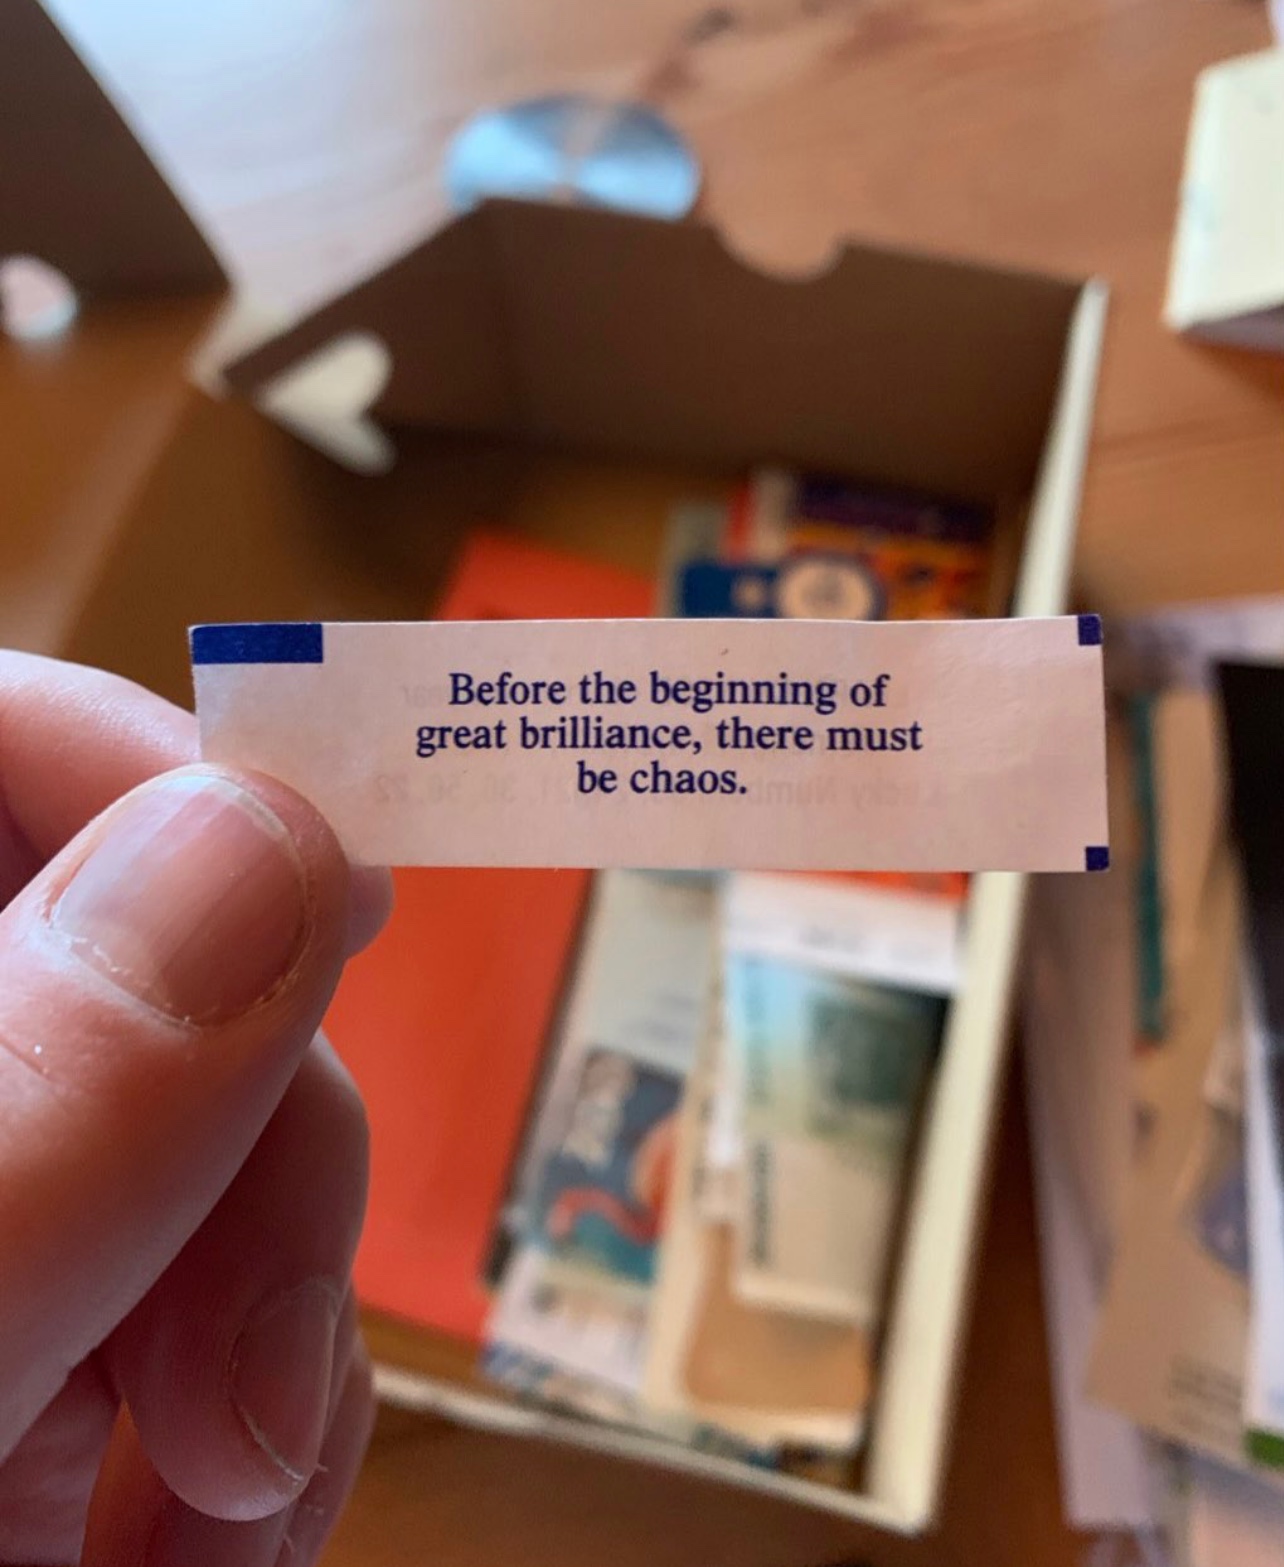 Before the beginning of
great brilliance, there must
be chaos.